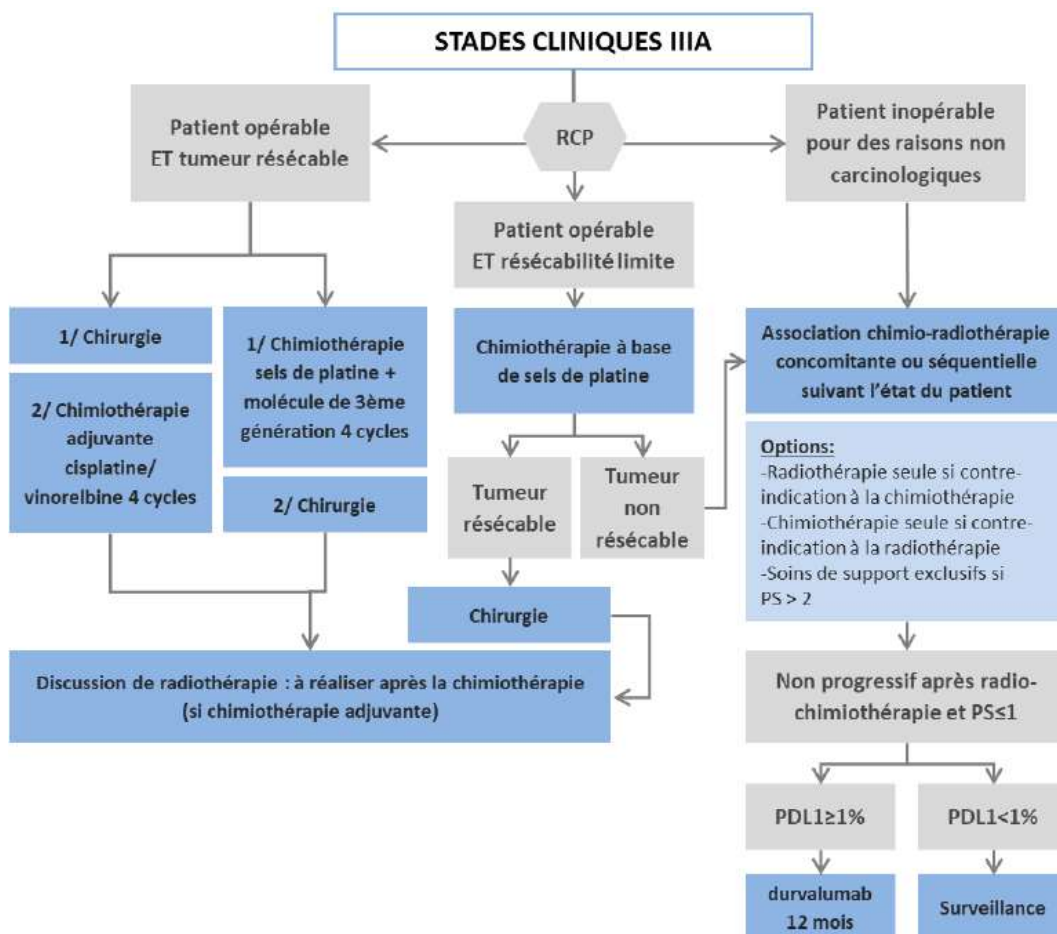 STADES CLINIQUES IIIA
RCP
Patient opérable
ET tumeur résécable
Patient inopérable
pour des raisons non
carcinologiques
Patient opérable
ET résécabilité limite
1/ Chirurgie
2/ Chimiothérapie
adjuvante
cisplatine/
vinorelbine 4 cycles
1/ Chimiothérapie
sels de platine +
molécule de 3ème
génération 4 cycles
2/ Chirurgie
Chimiothérapie à base
de sels de platine
Tumeur
résécable
Tumeur
non
résécable
Chirurgie
Discussion de radiothérapie : à réaliser après la chimiothérapie
(si chimiothérapie adjuvante)
Association chimio-radiothérapie
concomitante ou séquentielle
suivant l'état du patient
Options:
-Radiothérapie seule si contre-
indication à la chimiothérapie
-Chimiothérapie seule si contre-
indication à la radiothérapie
-Soins de support exclusifs si
PS > 2
Non progressif après radio-
chimiothérapie et PS≤1
PDL1≥1%
PDL1<1%
durvalumab
12 mois
Surveillance